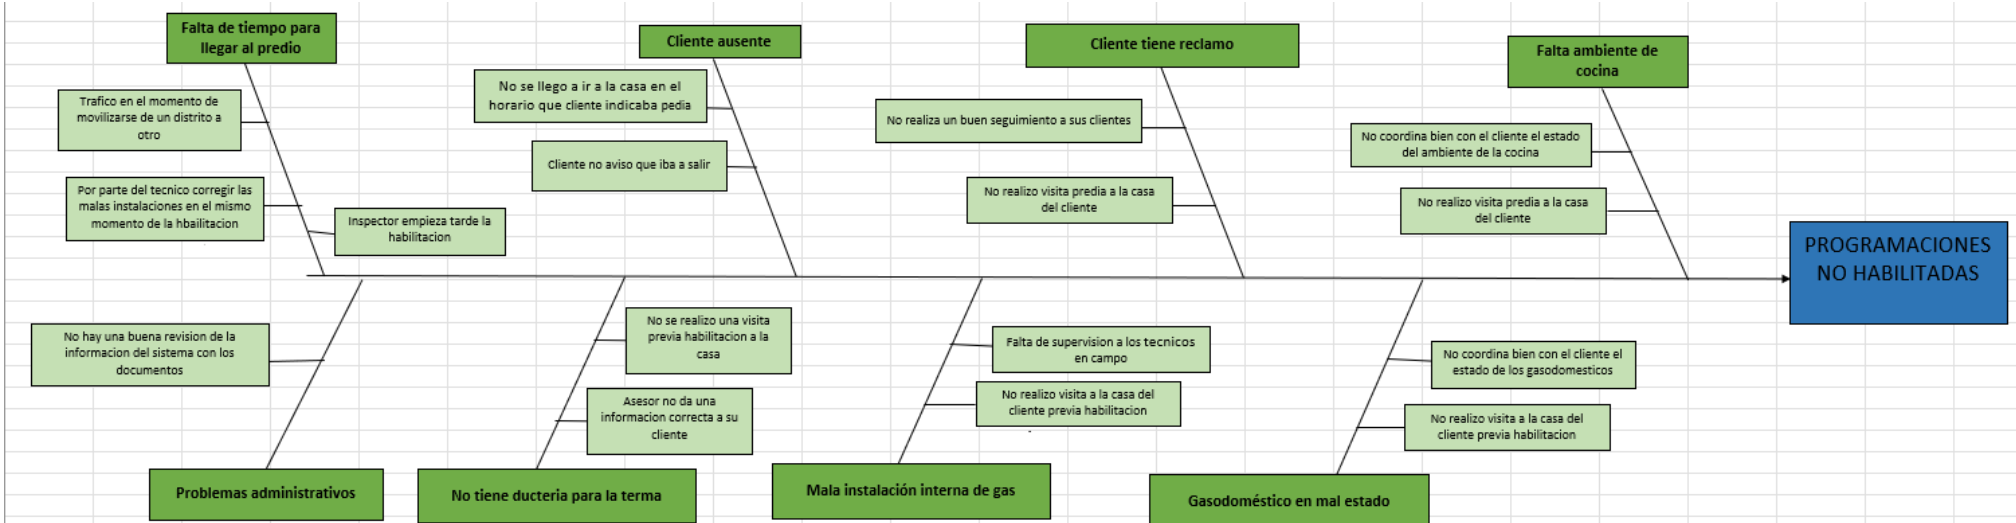 Falta de tiempo para
llegar al predio
Trafico en el momento de
movilizarse de un distrito a
otro
Por parte del tecnico corregir las
malas instalaciones en el mismo
momento de la hbailitacion
Inspector empieza tarde la
habilitacion
Cliente ausente
No se llego a ir a la casa en el
horario que cliente indicaba pedia
Cliente no aviso que iba a salir
Cliente tiene reclamo
No realiza un buen seguimiento a sus clientes
No realizo visita predia a la casa
del cliente
Falta ambiente de
cocina
No coordina bien con el cliente el estado
del ambiente de la cocina
No realizo visita predia a la casa
del cliente
PROGRAMACIONES
NO HABILITADAS
No hay una buena revision de la
informacion del sistema con los
documentos
Problemas administrativos
No se realizo una visita
previa habilitacion a la
casa
Asesor no da una
informacion correcta a su
cliente
No tiene ducteria para la terma
Falta de supervision a los tecnicos
en campo
No realizo visita a la casa del
cliente previa habilitacion
Mala instalación interna de gas
No coordina bien con el cliente el
estado de los gasodomesticos
No realizo visita a la casa del
cliente previa habilitacion
Gasodoméstico en mal estado